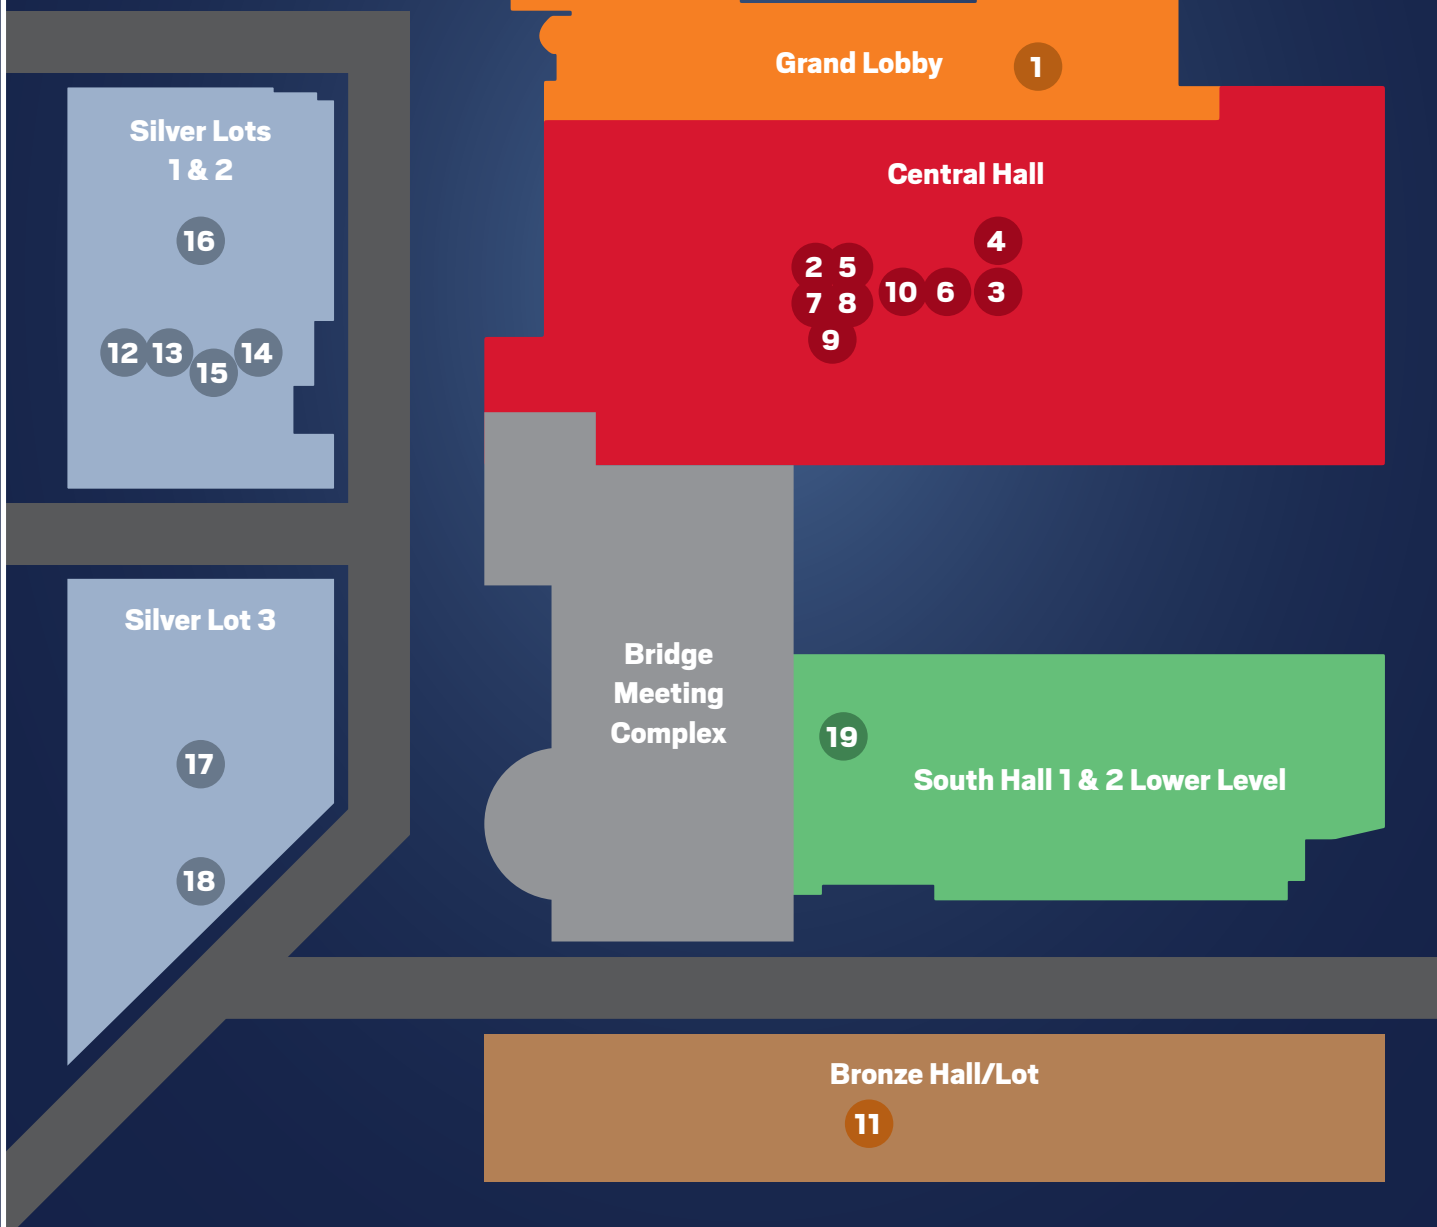 Grand Lobby
1
Silver Lots
1 & 2
16
12 13 15 14
Central Hall
4
2 5
10 6 3
7 8
9
Silver Lot 3
17
18
Bridge
Meeting
Complex
19
South Hall 1 & 2 Lower Level
Bronze Hall/Lot
11